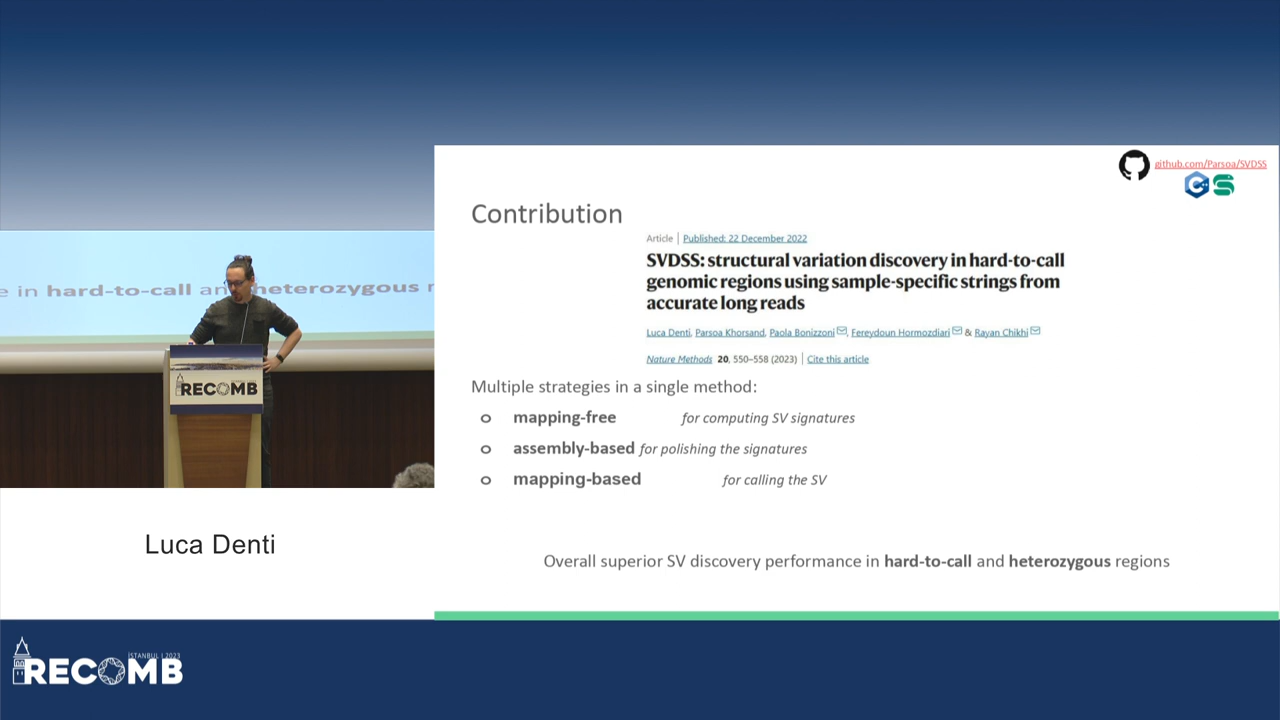 github.com/Parsoa/SVDSS
Contribution
Article | Published: 22 December 2022
SVDSS: structural variation discovery in hard-to-call
genomic regions using sample-specific strings from
accurate long reads
Luca Denti, Parsoa Khorsand, Paola Bonizzoni, Fereydoun Hormozdiari & Rayan Chikhi
Nature Methods 20, 550–558 (2023) | Cite this article
Multiple strategies in a single method:
o mapping-free for computing SV signatures
o assembly-based for polishing the signatures
o mapping-based for calling the SV
Overall superior SV discovery performance in hard-to-call and heterozygous regions
e in hard-to-call an heterozygous r
RECOMB
Luca Denti
İSTANBUL | 2023
RECOMB